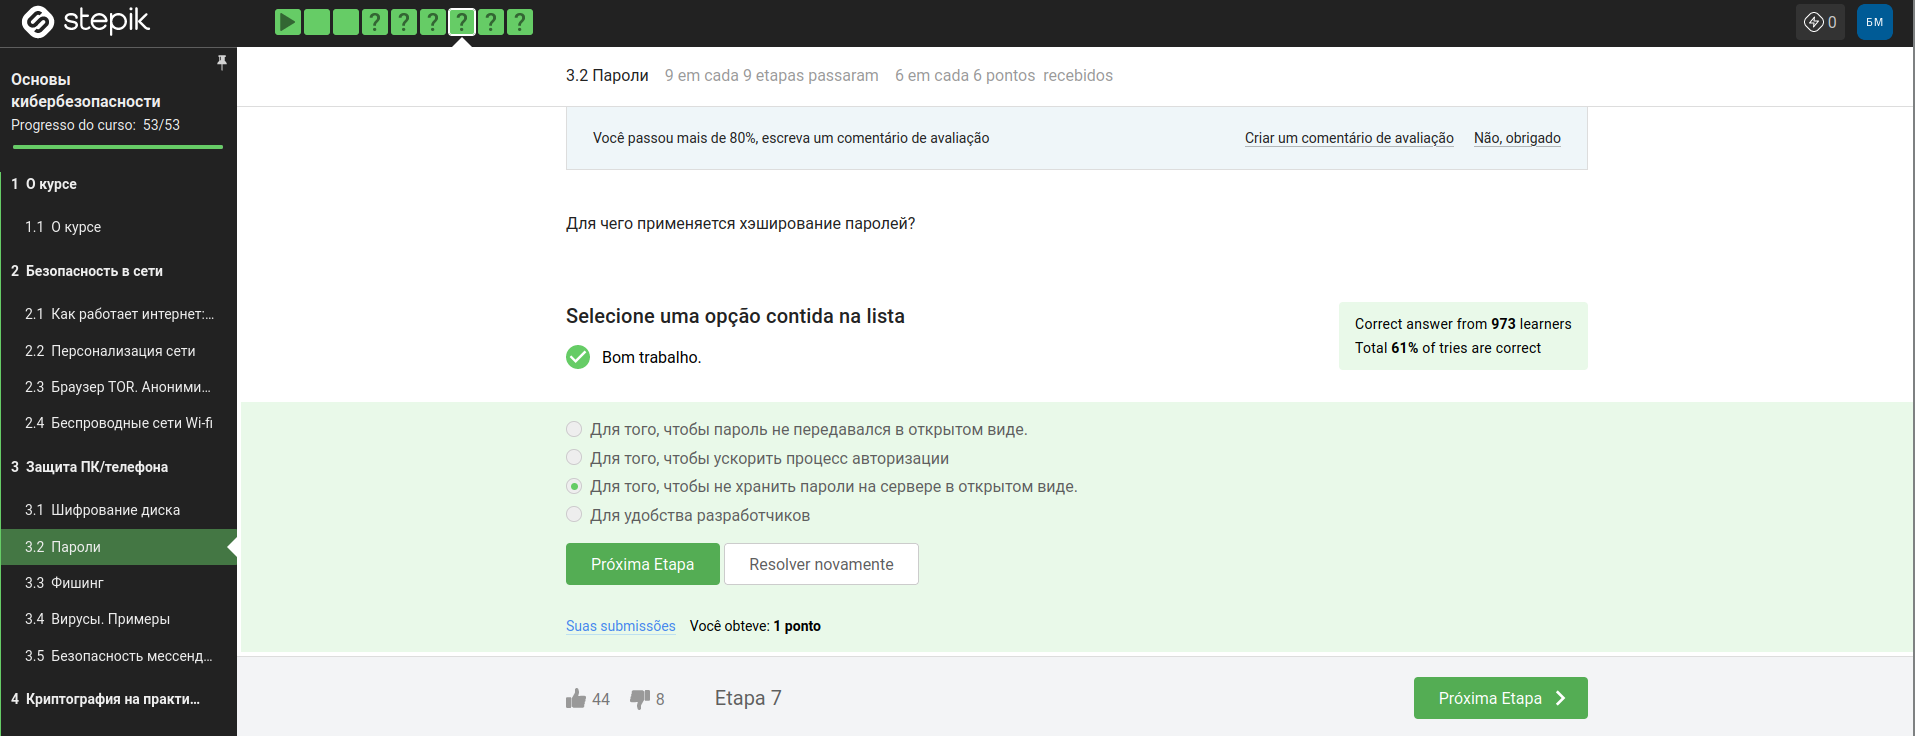 stepik
? ? ? ? ? ?
0
БМ
Основы
кибербезопасности
Progresso do curso: 53/53
1 О курсе
1.1 О курсе
2 Безопасность в сети
2.1 Как работает интернет:...
2.2 Персонализация сети
2.3 Браузер TOR. Аноними...
2.4 Беспроводные сети Wi-fi
3 Защита ПК/телефона
3.1 Шифрование диска
3.2 Пароли
3.3 Фишинг
3.4 Вирусы. Примеры
3.5 Безопасность мессенд...
4 Криптография на практи...
3.2 Пароли 9 em cada 9 etapas passaram 6 em cada 6 pontos recebidos
Você passou mais de 80%, escreva um comentário de avaliação
Criar um comentário de avaliação Não, obrigado
Для чего применяется хэширование паролей?
Selecione uma opção contida na lista
Bom trabalho.
Correct answer from 973 learners
Total 61% of tries are correct
Для того, чтобы пароль не передавался в открытом виде.
Для того, чтобы ускорить процесс авторизации
Для того, чтобы не хранить пароли на сервере в открытом виде.
Для удобства разработчиков
Próxima Etapa Resolver novamente
Suas submissões Você obteve: 1 ponto
44 8 Etapa 7
Próxima Etapa